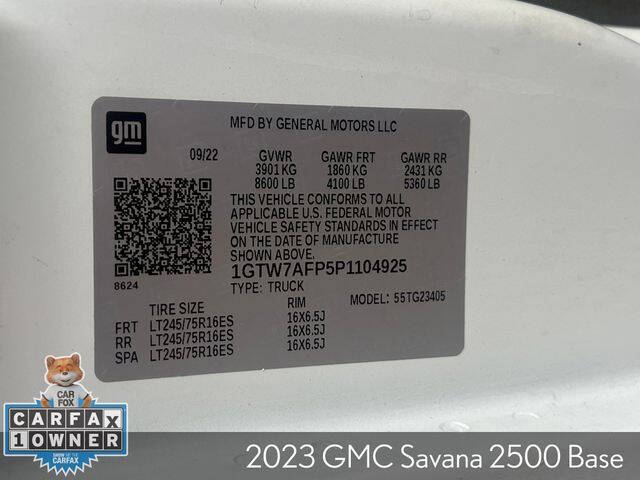 gm
MFD BY GENERAL MOTORS LLC
09/22 GVWR GAWR FRT GAWR RR
3901 KG 1860 KG 2431 KG
8600 LB 4100 LB 5360 LB
THIS VEHICLE CONFORMS TO ALL
APPLICABLE U.S. FEDERAL MOTOR
VEHICLE SAFETY STANDARDS IN EFFECT
ON THE DATE OF MANUFACTURE
SHOWN ABOVE.
8624
1GTW7AFP5P1104925
TYPE: TRUCK
MODEL: 55TG23405
TIRE SIZE RIM
FRT LT245/75R16ES 16X6.5J
RR LT245/75R16ES 16X6.5J
SPA LT245/75R16ES 16X6.5J
CAR
FOX
CARFAX
1 OWNER
SHOW ME THE
CARFAX
2023 GMC Savana 2500 Base